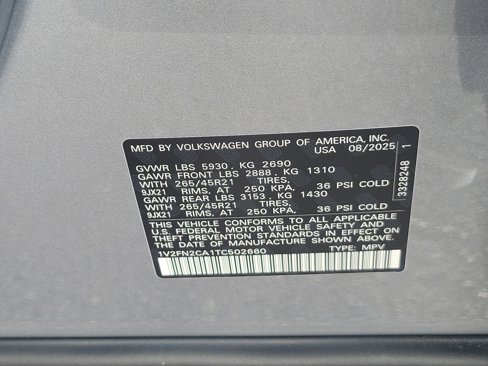 MFD BY VOLKSWAGEN GROUP OF AMERICA, INC.
USA 08/2025
GVWR LBS 5930, KG 2690
GAWR FRONT LBS 2888, KG 1310
WITH 265/45R21 TIRES,
9JX21 RIMS, AT 250 KPA, 36 PSI COLD
GAWR REAR LBS 3153, KG 1430
WITH 265/45R21 TIRES,
9JX21 RIMS, AT 250 KPA, 36 PSI COLD
THIS VEHICLE CONFORMS TO ALL APPLICABLE
U.S. FEDERAL MOTOR VEHICLE SAFETY AND
THEFT PREVENTION STANDARDS IN EFFECT ON
THE DATE OF MANUFACTURE SHOWN ABOVE.
1V2FN2CA1TC502660 TYPE: MPV
3328248 1